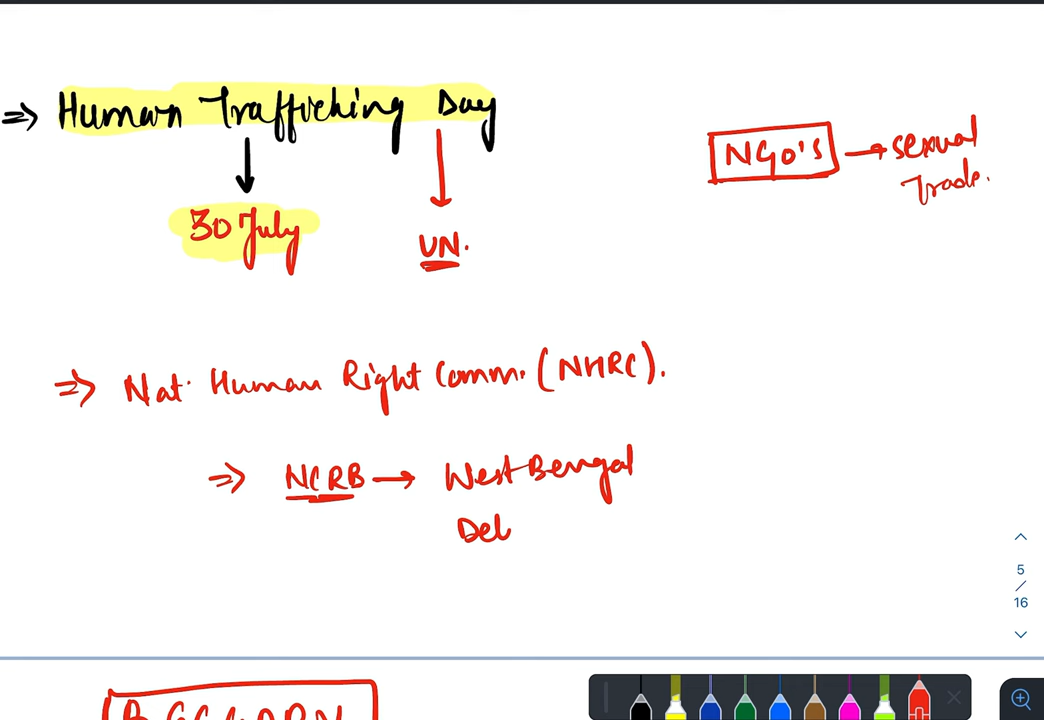 ⇒ Human Trafficking Day
30 July
UN.
NGO's → sexual
Trade.
⇒ Nat. Human Right Comm. (NHRC).
⇒ NCRB → West Bengal
Del
5
/
16